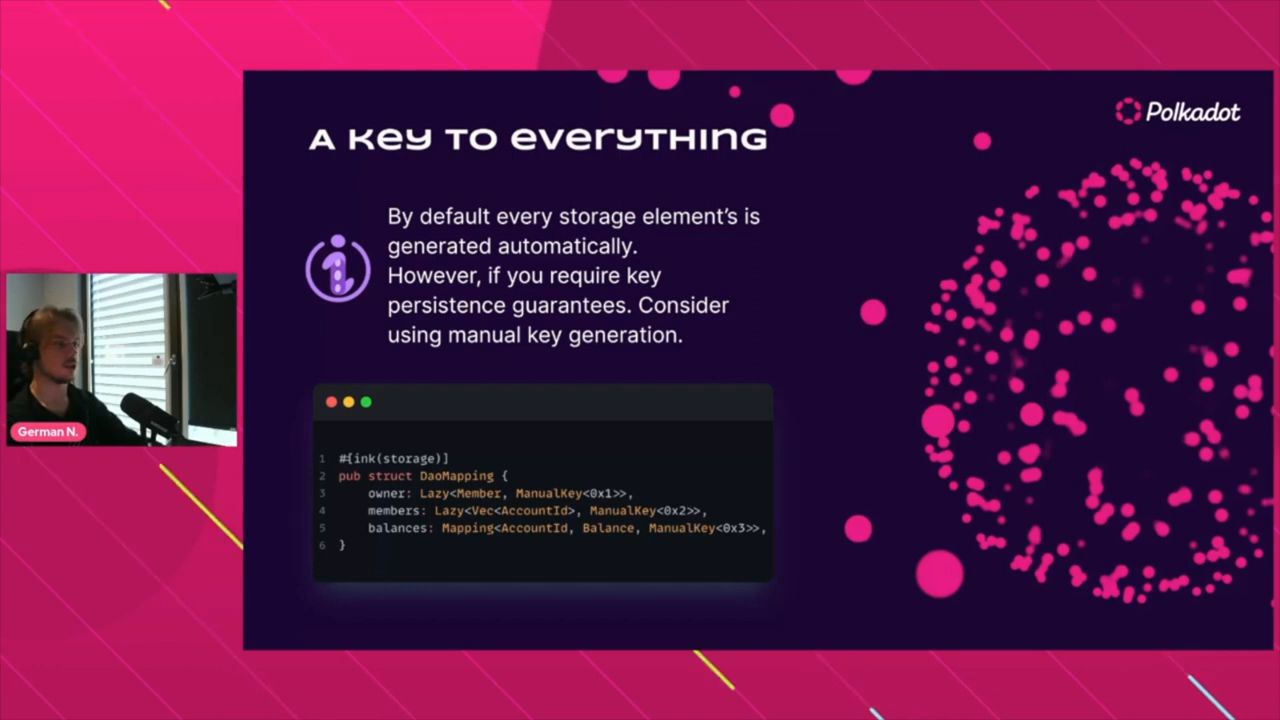 Polkadot
A Key to everything
By default every storage element's is
generated automatically.
However, if you require key
persistence guarantees. Consider
using manual key generation.
German N.
1 #[ink(storage)]
2 pub struct DaoMapping {
3 owner: Lazy<Member, ManualKey<0x1>>,
4 members: Lazy<Vec<AccountId>, ManualKey<0x2>>,
5 balances: Mapping<AccountId, Balance, ManualKey<0x3>>,
6 }